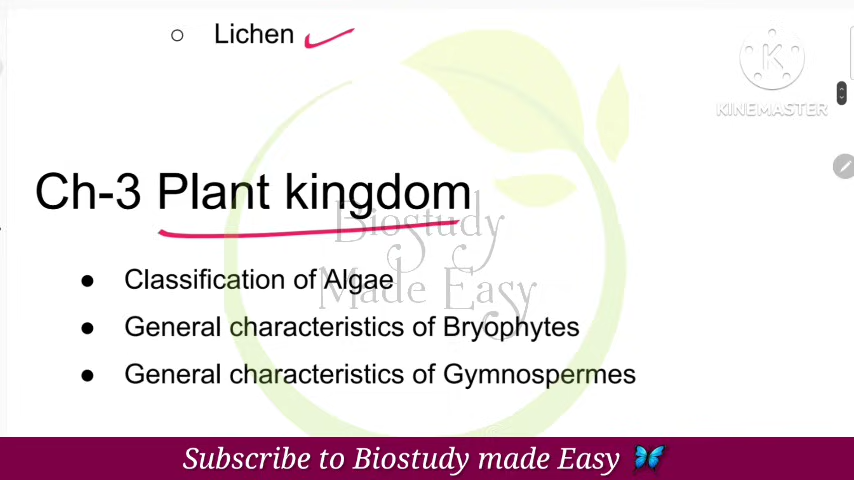 Lichen
KINEMASTER
Ch-3 Plant kingdom
Biostudy
Made Easy
Classification of Algae
General characteristics of Bryophytes
General characteristics of Gymnospermes
Subscribe to Biostudy made Easy 🦋